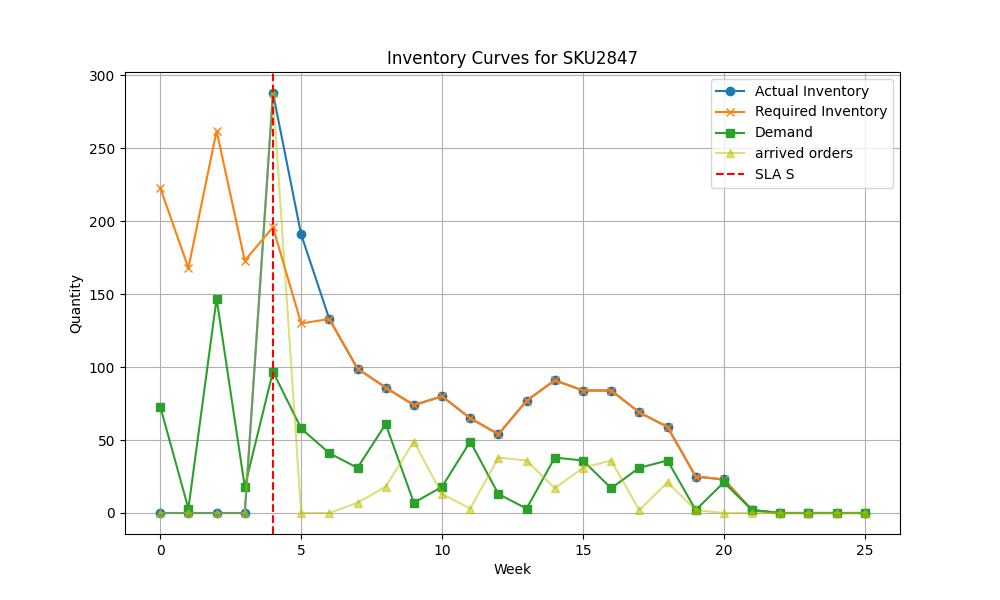 Inventory Curves for SKU2847
Actual Inventory
Required Inventory
Demand
arrived orders
SLA S
Quantity
300
250
200
150
100
50
0
0 5 10 15 20 25
Week